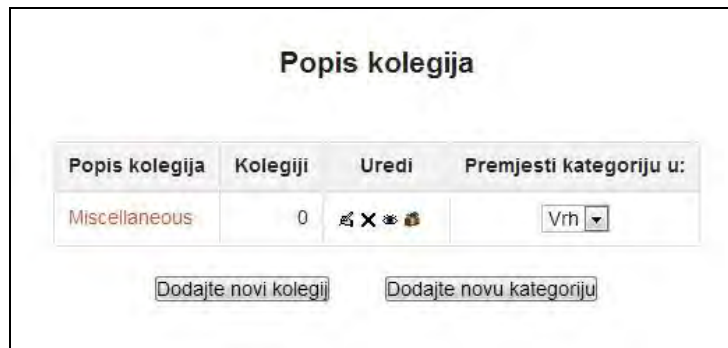 Popis kolegija
Popis kolegija Kolegiji Uredi Premjesti kategoriju u:
Miscellaneous 0 Vrh
Dodajte novi kolegij Dodajte novu kategoriju